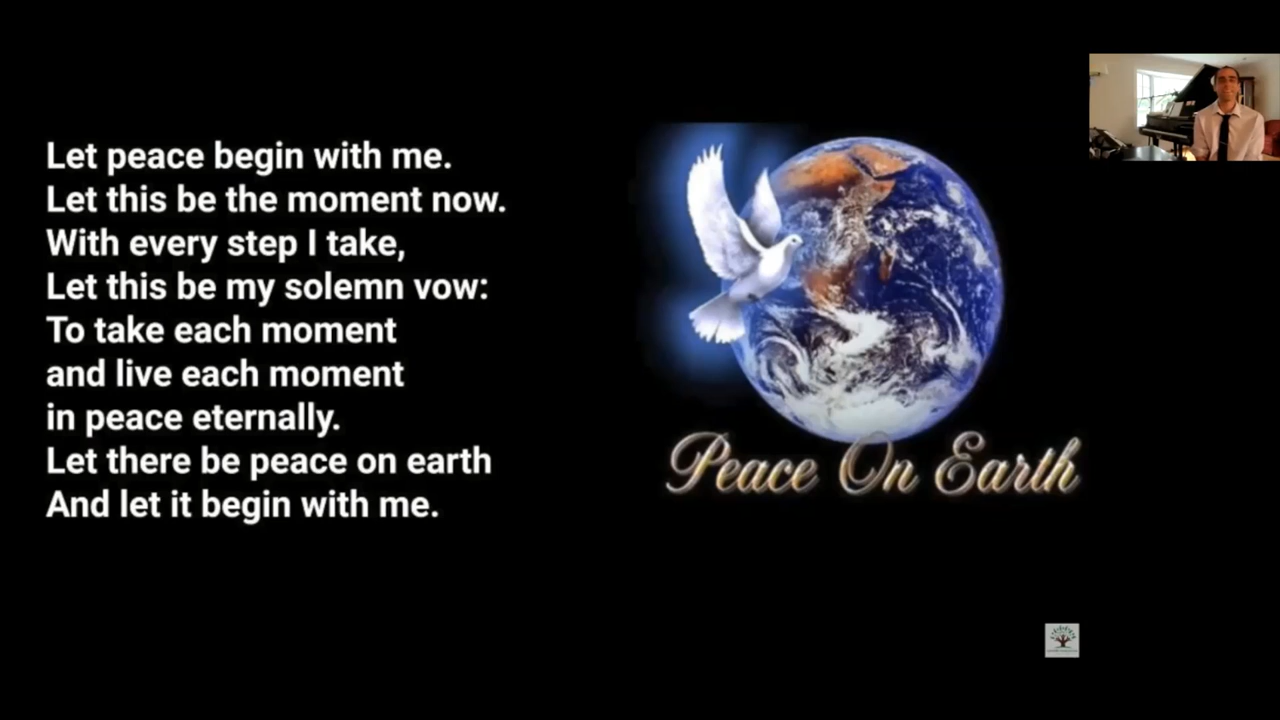 Let peace begin with me.
Let this be the moment now.
With every step I take,
Let this be my solemn vow:
To take each moment
and live each moment
in peace eternally.
Let there be peace on earth
And let it begin with me.
Peace On Earth